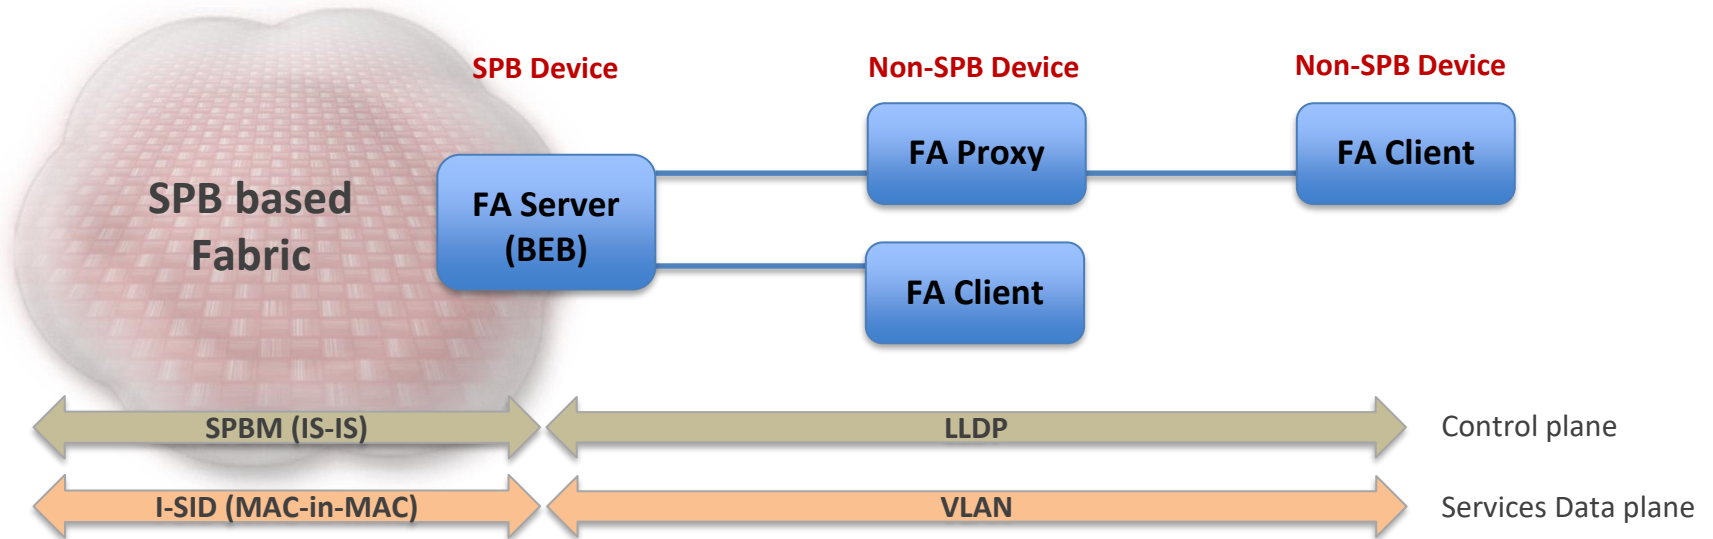 SPB Device
Non-SPB Device
Non-SPB Device
SPB based
Fabric
FA Server
(BEB)
FA Proxy
FA Client
FA Client
SPBM (IS-IS)
LLDP
Control plane
I-SID (MAC-in-MAC)
VLAN
Services Data plane